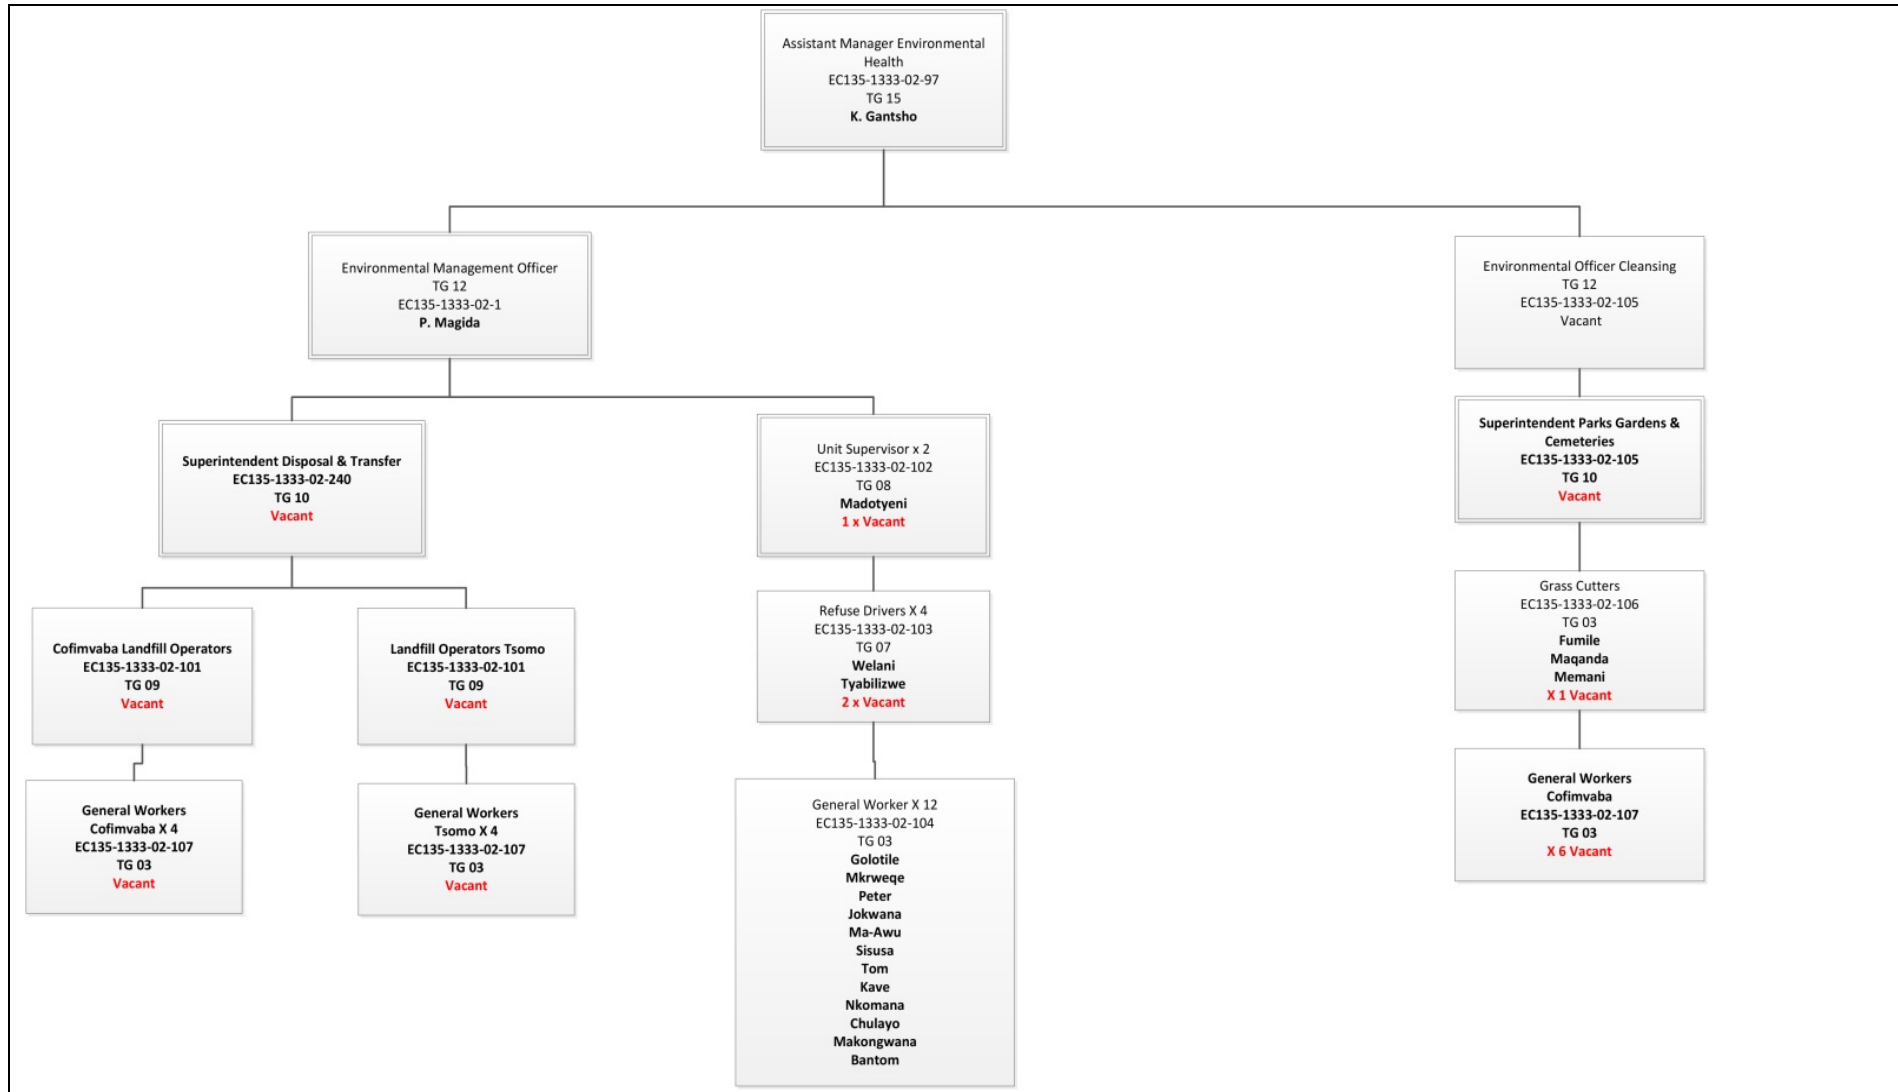 Assistant Manager Environmental
Health
EC135-1333-02-97
TG 15
K. Gantsho
Environmental Management Officer
TG 12
EC135-1333-02-1
P. Magida
Environmental Officer Cleansing
TG 12
EC135-1333-02-105
Vacant
Superintendent Disposal & Transfer
EC135-1333-02-240
TG 10
Vacant
Unit Supervisor x 2
EC135-1333-02-102
TG 08
Madotyeni
1 x Vacant
Superintendent Parks Gardens &
Cemeteries
EC135-1333-02-105
TG 10
Vacant
Cofimvaba Landfill Operators
EC135-1333-02-101
TG 09
Vacant
Landfill Operators Tsomo
EC135-1333-02-101
TG 09
Vacant
Refuse Drivers X 4
EC135-1333-02-103
TG 07
Welani
Tyabilizwe
2 x Vacant
Grass Cutters
EC135-1333-02-106
TG 03
Fumile
Maqanda
Memani
X 1 Vacant
General Workers
Cofimvaba X 4
EC135-1333-02-107
TG 03
Vacant
General Workers
Tsomo X 4
EC135-1333-02-107
TG 03
Vacant
General Worker X 12
EC135-1333-02-104
TG 03
Golotile
Mkrweqe
Peter
Jokwana
Ma-Awu
Sisusa
Tom
Kave
Nkomana
Chulayo
Makongwana
Bantom
General Workers
Cofimvaba
EC135-1333-02-107
TG 03
X 6 Vacant